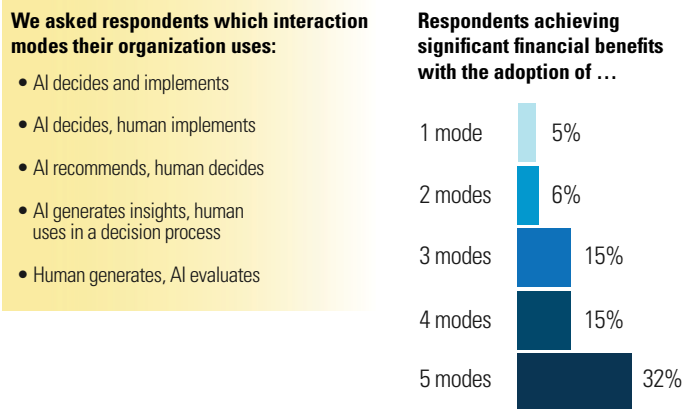 We asked respondents which interaction
modes their organization uses:
• AI decides and implements
• AI decides, human implements
• AI recommends, human decides
• AI generates insights, human
uses in a decision process
• Human generates, AI evaluates
Respondents achieving
significant financial benefits
with the adoption of …
1 mode 5%
2 modes 6%
3 modes 15%
4 modes 15%
5 modes 32%